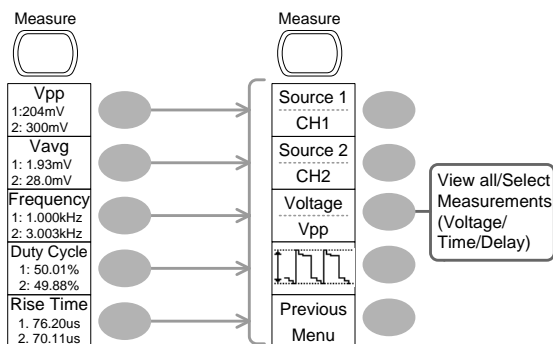 Measure
Vpp
1:204mV
2: 300mV
Vavg
1: 1.93mV
2: 28.0mV
Frequency
1: 1.000kHz
2: 3.003kHz
Duty Cycle
1: 50.01%
2: 49.88%
Rise Time
1. 76.20us
2. 70.11us
Measure
Source 1
CH1
Source 2
CH2
Voltage
Vpp
Previous
Menu
View all/Select
Measurements
(Voltage/
Time/Delay)